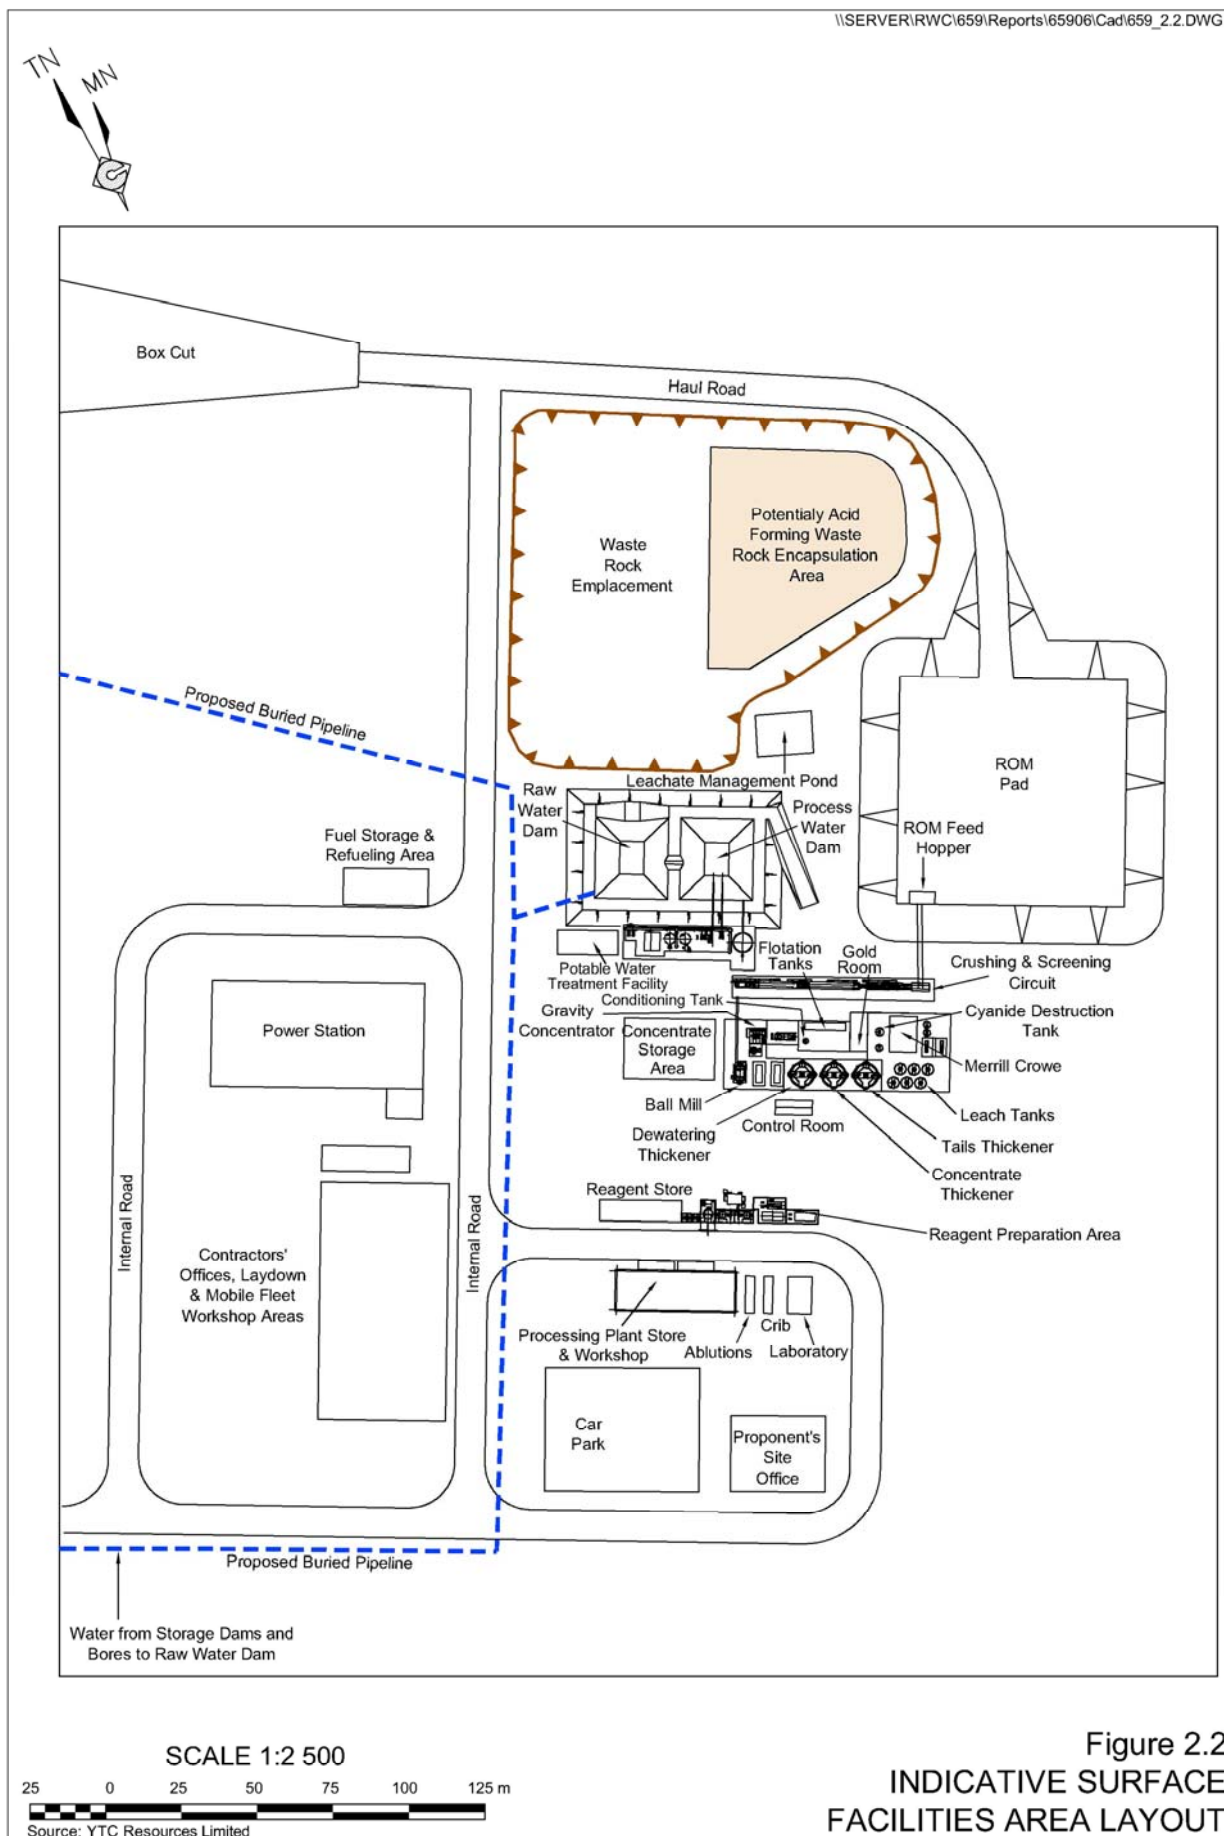 \\SERVER\RWC\659\Reports\65906\Cad\659_2.2.DWG
TN
MN
Box Cut
Haul Road
Potentialy Acid
Forming Waste
Rock Encapsulation
Area
Waste
Rock
Emplacement
Proposed Buried Pipeline
ROM
Pad
Leachate Management Pond
Raw
Water
Dam
Process
Water
Dam
ROM Feed
Hopper
Fuel Storage &
Refueling Area
Flotation
Tanks
Gold
Room
Crushing & Screening
Circuit
Potable Water
Treatment Facility
Conditioning Tank
Gravity
Concentrator
Concentrate
Storage
Area
Cyanide Destruction
Tank
Power Station
Merrill Crowe
Ball Mill
Leach Tanks
Control Room
Dewatering
Thickener
Tails Thickener
Concentrate
Thickener
Reagent Store
Reagent Preparation Area
Internal Road
Internal Road
Contractors'
Offices, Laydown
& Mobile Fleet
Workshop Areas
Processing Plant Store
& Workshop
Ablutions
Crib
Laboratory
Car
Park
Proponent's
Site
Office
Proposed Buried Pipeline
Water from Storage Dams and
Bores to Raw Water Dam
SCALE 1:2 500
25 0 25 50 75 100 125 m
Source: YTC Resources Limited
Figure 2.2
INDICATIVE SURFACE
FACILITIES AREA LAYOUT